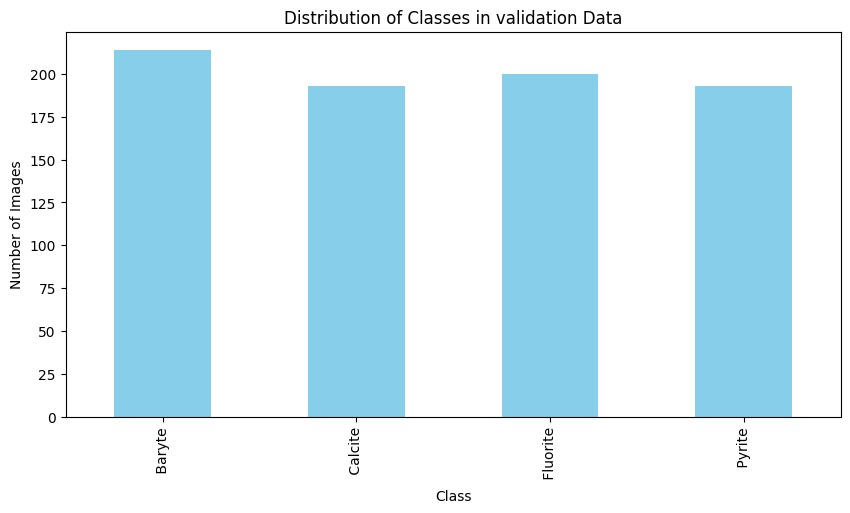 Distribution of Classes in validation Data
Number of Images
200
175
150
125
100
75
50
25
0
Baryte
Calcite
Fluorite
Pyrite
Class